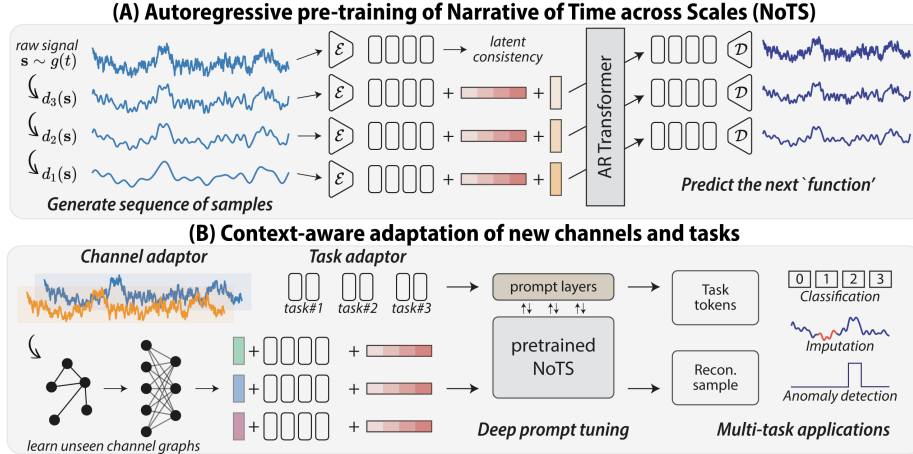 (A) Autoregressive pre-training of Narrative of Time across Scales (NoTS)
raw signal
s ∼ g(t)
d₃(s)
d₂(s)
d₁(s)
Generate sequence of samples
ℰ
ℰ
ℰ
ℰ
latent
consistency
+ +
+ +
+ +
AR Transformer
𝒟
𝒟
𝒟
Predict the next `function'
(B) Context-aware adaptation of new channels and tasks
Channel adaptor
learn unseen channel graphs
Task adaptor
task#1 task#2 task#3
+ +
+ +
+ +
prompt layers
pretrained
NoTS
Deep prompt tuning
Task
tokens
Recon.
sample
0 1 2 3
Classification
Imputation
Anomaly detection
Multi-task applications